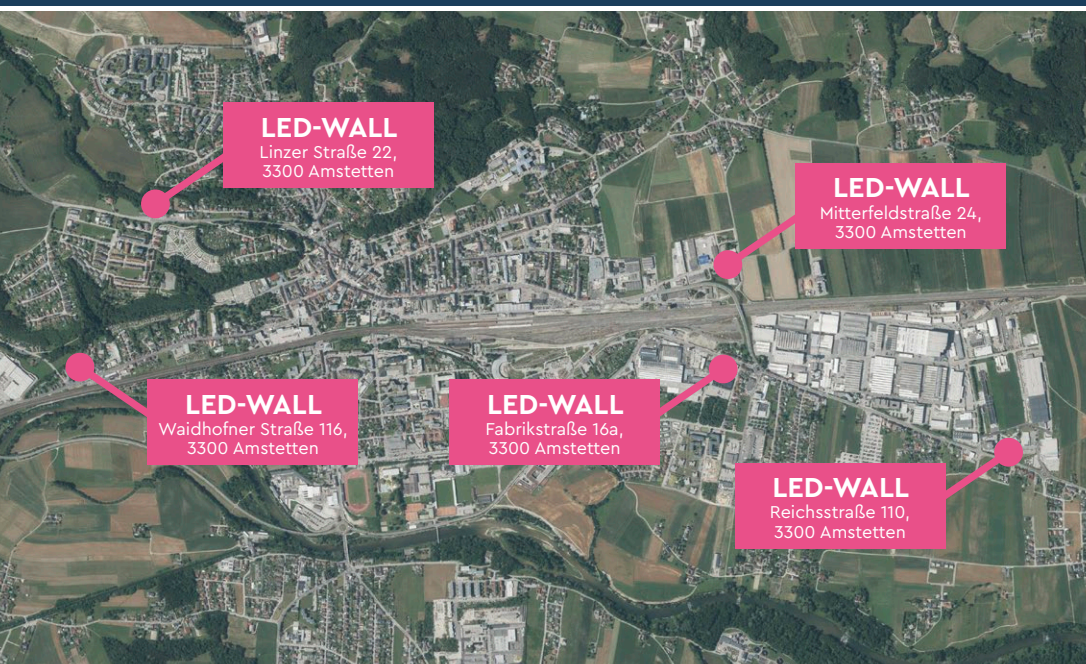 LED-WALL
Linzer Straße 22,
3300 Amstetten
LED-WALL
Mitterfeldstraße 24,
3300 Amstetten
LED-WALL
Waidhofner Straße 116,
3300 Amstetten
LED-WALL
Fabrikstraße 16a,
3300 Amstetten
LED-WALL
Reichsstraße 110,
3300 Amstetten